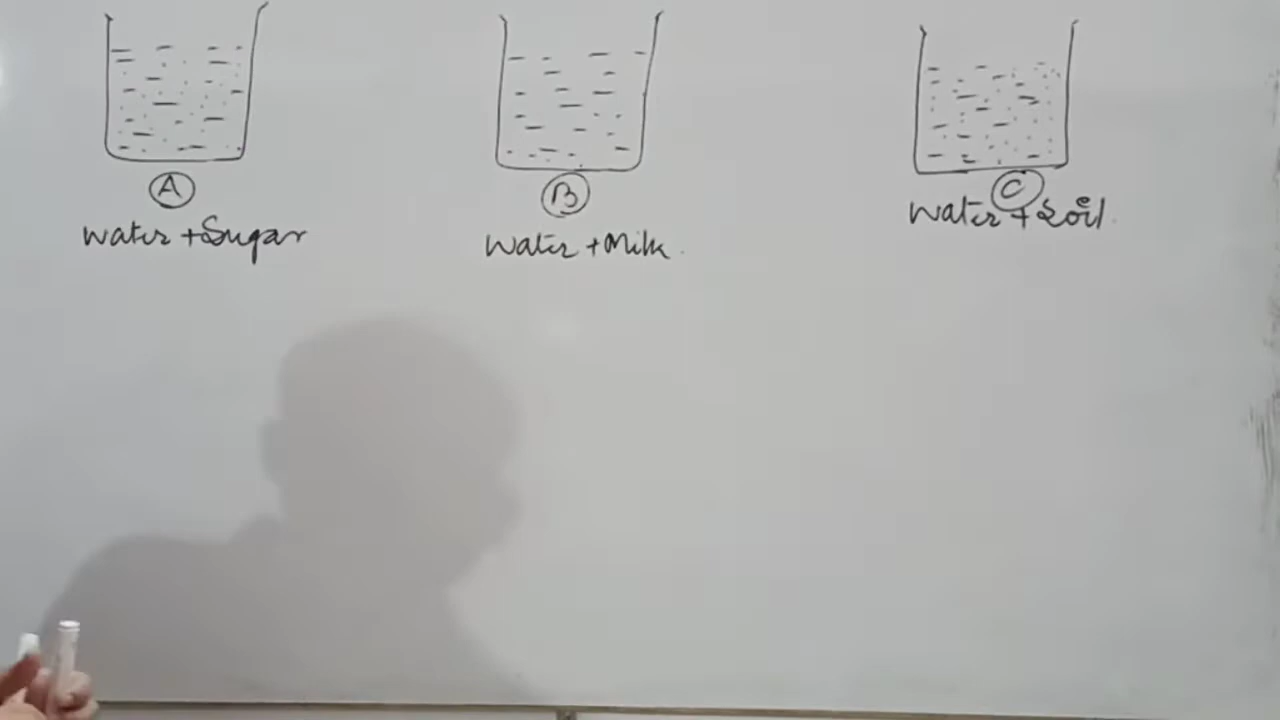 A
water + Sugar
B
Water + Milk
C
Water + Soil